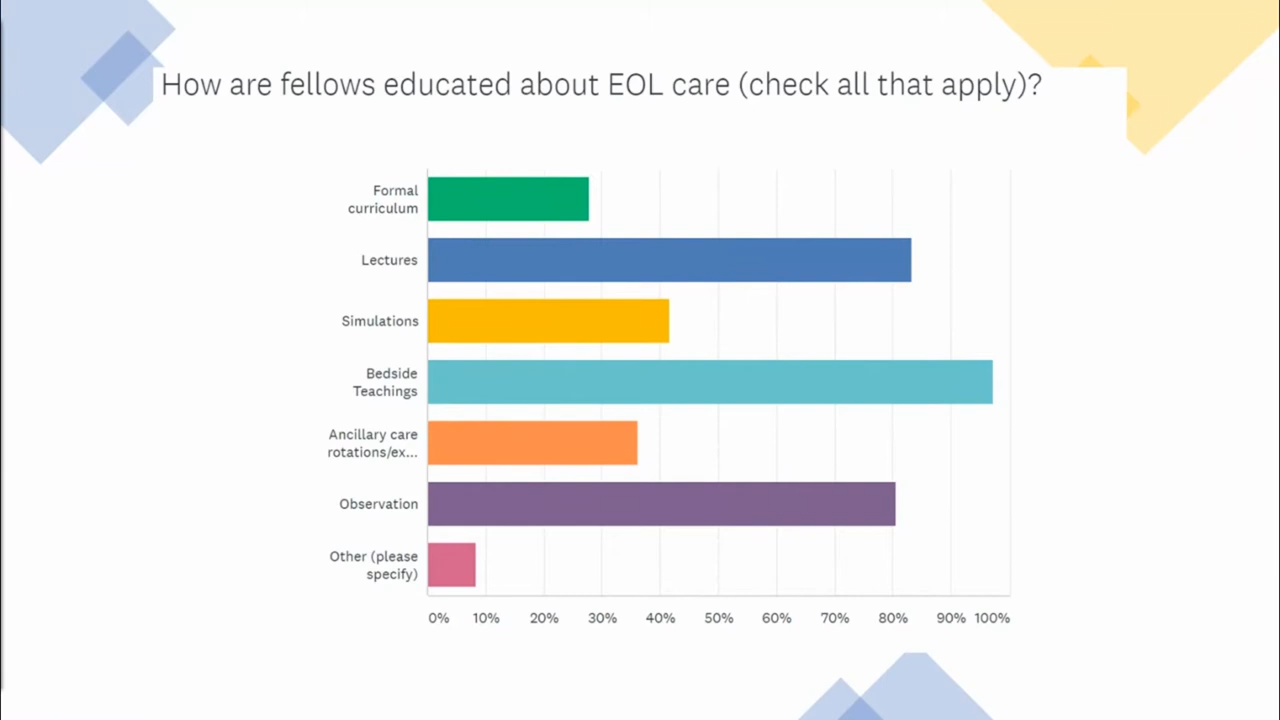 How are fellows educated about EOL care (check all that apply)?
Formal
curriculum
Lectures
Simulations
Bedside
Teachings
Ancillary care
rotations/ex...
Observation
Other (please
specify)
0% 10% 20% 30% 40% 50% 60% 70% 80% 90% 100%